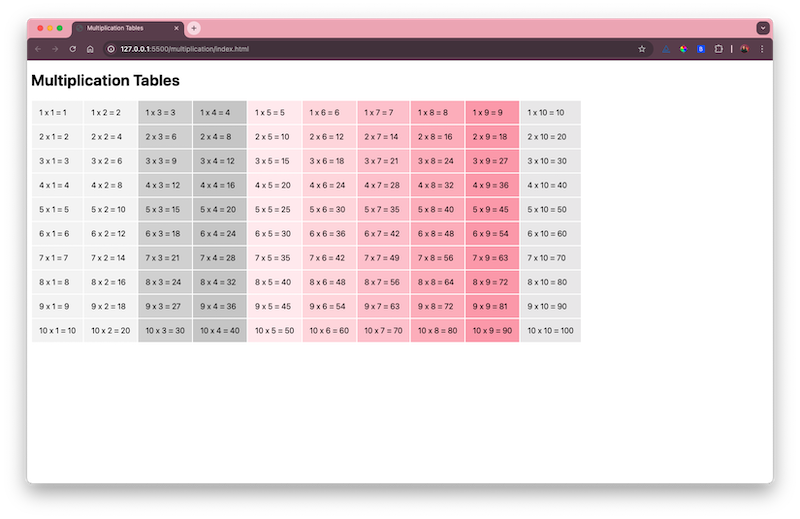 Multiplication Tables
127.0.0.1:5500/multiplication/index.html
Multiplication Tables
1 x 1 = 1 1 x 2 = 2 1 x 3 = 3 1 x 4 = 4 1 x 5 = 5 1 x 6 = 6 1 x 7 = 7 1 x 8 = 8 1 x 9 = 9 1 x 10 = 10
2 x 1 = 2 2 x 2 = 4 2 x 3 = 6 2 x 4 = 8 2 x 5 = 10 2 x 6 = 12 2 x 7 = 14 2 x 8 = 16 2 x 9 = 18 2 x 10 = 20
3 x 1 = 3 3 x 2 = 6 3 x 3 = 9 3 x 4 = 12 3 x 5 = 15 3 x 6 = 18 3 x 7 = 21 3 x 8 = 24 3 x 9 = 27 3 x 10 = 30
4 x 1 = 4 4 x 2 = 8 4 x 3 = 12 4 x 4 = 16 4 x 5 = 20 4 x 6 = 24 4 x 7 = 28 4 x 8 = 32 4 x 9 = 36 4 x 10 = 40
5 x 1 = 5 5 x 2 = 10 5 x 3 = 15 5 x 4 = 20 5 x 5 = 25 5 x 6 = 30 5 x 7 = 35 5 x 8 = 40 5 x 9 = 45 5 x 10 = 50
6 x 1 = 6 6 x 2 = 12 6 x 3 = 18 6 x 4 = 24 6 x 5 = 30 6 x 6 = 36 6 x 7 = 42 6 x 8 = 48 6 x 9 = 54 6 x 10 = 60
7 x 1 = 7 7 x 2 = 14 7 x 3 = 21 7 x 4 = 28 7 x 5 = 35 7 x 6 = 42 7 x 7 = 49 7 x 8 = 56 7 x 9 = 63 7 x 10 = 70
8 x 1 = 8 8 x 2 = 16 8 x 3 = 24 8 x 4 = 32 8 x 5 = 40 8 x 6 = 48 8 x 7 = 56 8 x 8 = 64 8 x 9 = 72 8 x 10 = 80
9 x 1 = 9 9 x 2 = 18 9 x 3 = 27 9 x 4 = 36 9 x 5 = 45 9 x 6 = 54 9 x 7 = 63 9 x 8 = 72 9 x 9 = 81 9 x 10 = 90
10 x 1 = 10 10 x 2 = 20 10 x 3 = 30 10 x 4 = 40 10 x 5 = 50 10 x 6 = 60 10 x 7 = 70 10 x 8 = 80 10 x 9 = 90 10 x 10 = 100